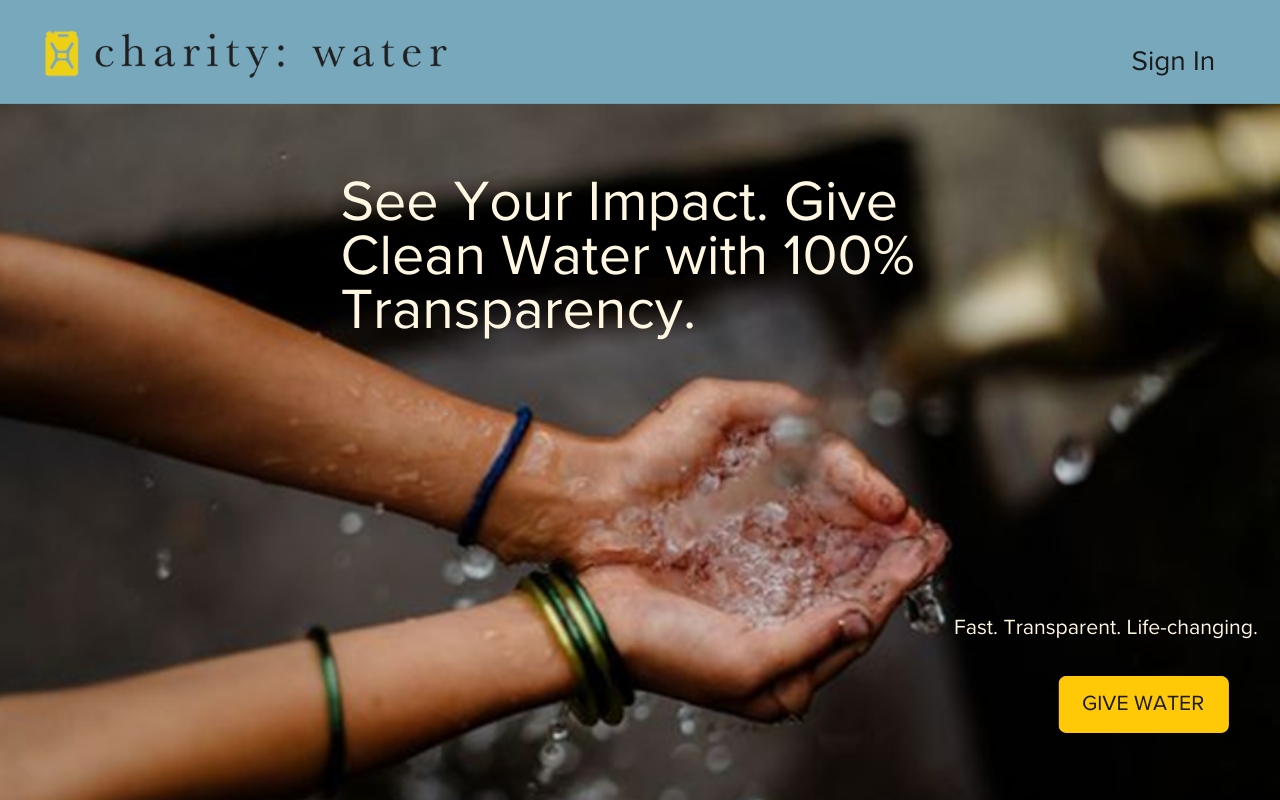 charity: water
Sign In
See Your Impact. Give
Clean Water with 100%
Transparency.
Fast. Transparent. Life-changing.
GIVE WATER